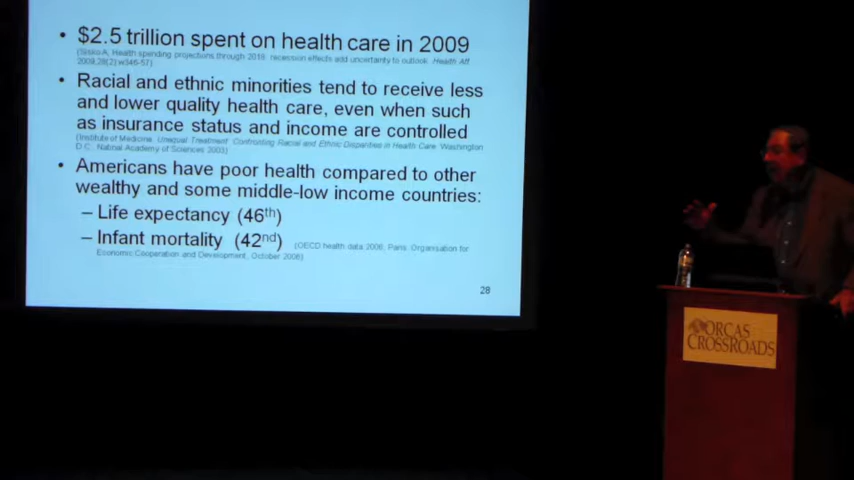 • $2.5 trillion spent on health care in 2009
(Sisko A, Health spending projections through 2018: recession effects add uncertainty to outlook. Health Aff
2009;28(2) w346-57).
• Racial and ethnic minorities tend to receive less
and lower quality health care, even when such
as insurance status and income are controlled
(Institute of Medicine. Unequal Treatment: Confronting Racial and Ethnic Disparities in Health Care. Washington
D.C.: National Academy of Sciences 2003)
• Americans have poor health compared to other
wealthy and some middle-low income countries:
– Life expectancy (46th)
– Infant mortality (42nd) (OECD health data 2006, Paris: Organisation for
Economic Cooperation and Development, October 2006)
28
ORCAS
CROSSROADS